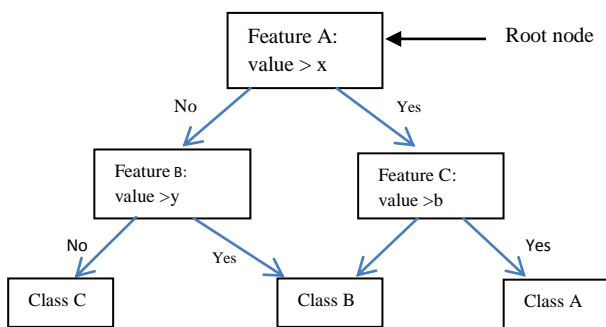 Feature A:
value > x
Root node
No
Yes
Feature B:
value >y
Feature C:
value >b
No
Yes
Yes
Class C
Class B
Class A